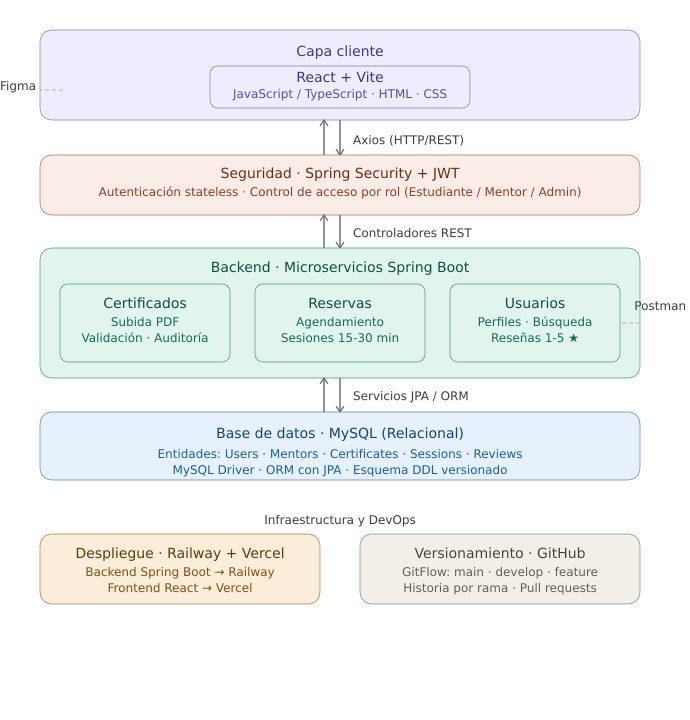 Capa cliente
Figma
React + Vite
JavaScript / TypeScript · HTML · CSS
Axios (HTTP/REST)
Seguridad · Spring Security + JWT
Autenticación stateless · Control de acceso por rol (Estudiante / Mentor / Admin)
Controladores REST
Backend · Microservicios Spring Boot
Certificados
Subida PDF
Validación · Auditoría
Reservas
Agendamiento
Sesiones 15-30 min
Usuarios
Perfiles · Búsqueda
Reseñas 1-5 ★
Postman
Servicios JPA / ORM
Base de datos · MySQL (Relacional)
Entidades: Users · Mentors · Certificates · Sessions · Reviews
MySQL Driver · ORM con JPA · Esquema DDL versionado
Infraestructura y DevOps
Despliegue · Railway + Vercel
Backend Spring Boot → Railway
Frontend React → Vercel
Versionamiento · GitHub
GitFlow: main · develop · feature
Historia por rama · Pull requests